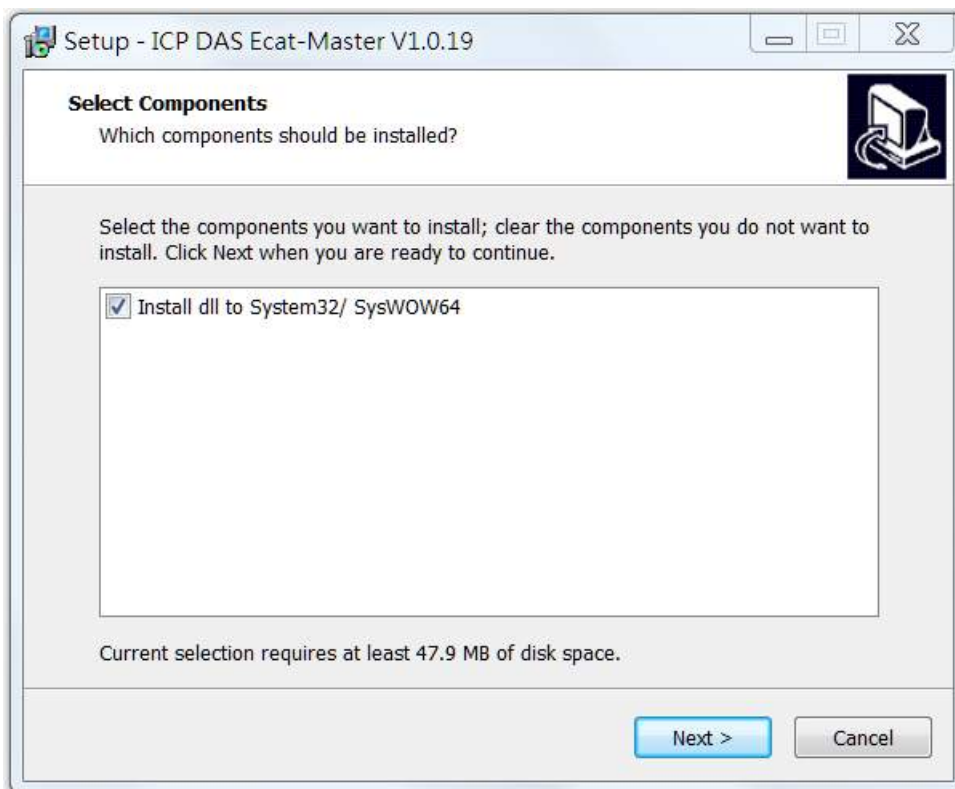 Setup - ICP DAS Ecat-Master V1.0.19
Select Components
Which components should be installed?
Select the components you want to install; clear the components you do not want to
install. Click Next when you are ready to continue.
Install dll to System32/ SysWOW64
Current selection requires at least 47.9 MB of disk space.
Next >
Cancel